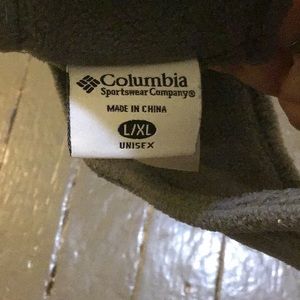 Columbia
Sportswear Company®
MADE IN CHINA
L/XL
UNISEX